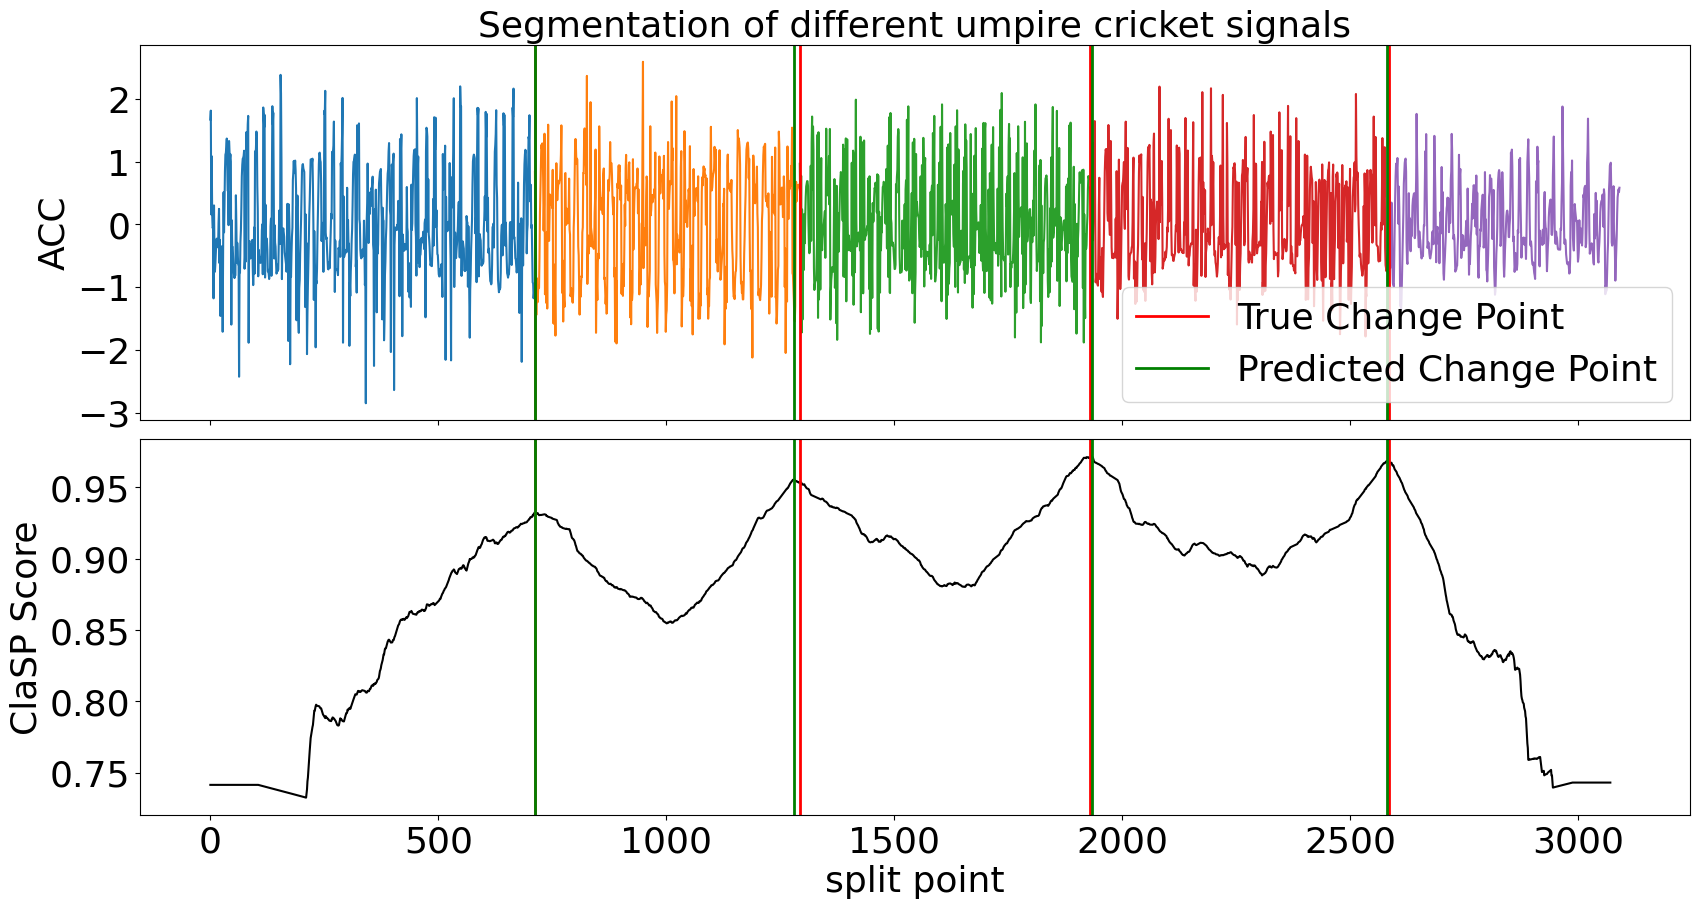 Segmentation of different umpire cricket signals
2
1
0
−1
−2
−3
ACC
True Change Point
Predicted Change Point
0.95
0.90
0.85
0.80
0.75
ClaSP Score
0 500 1000 1500 2000 2500 3000
split point